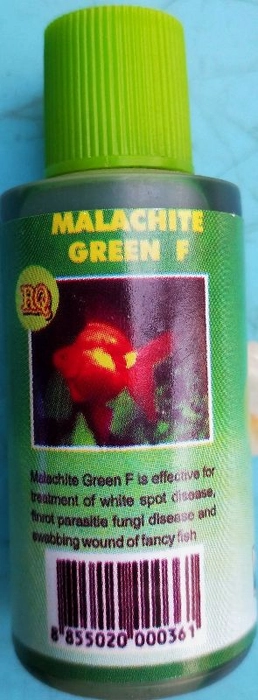 MALACHITE
GREEN F
RQ
Malachite Green F is effective for
treatment of white spot disease,
finrot parasitie fungi disease and
swabbing wound of fancy fish
8 855020 000361